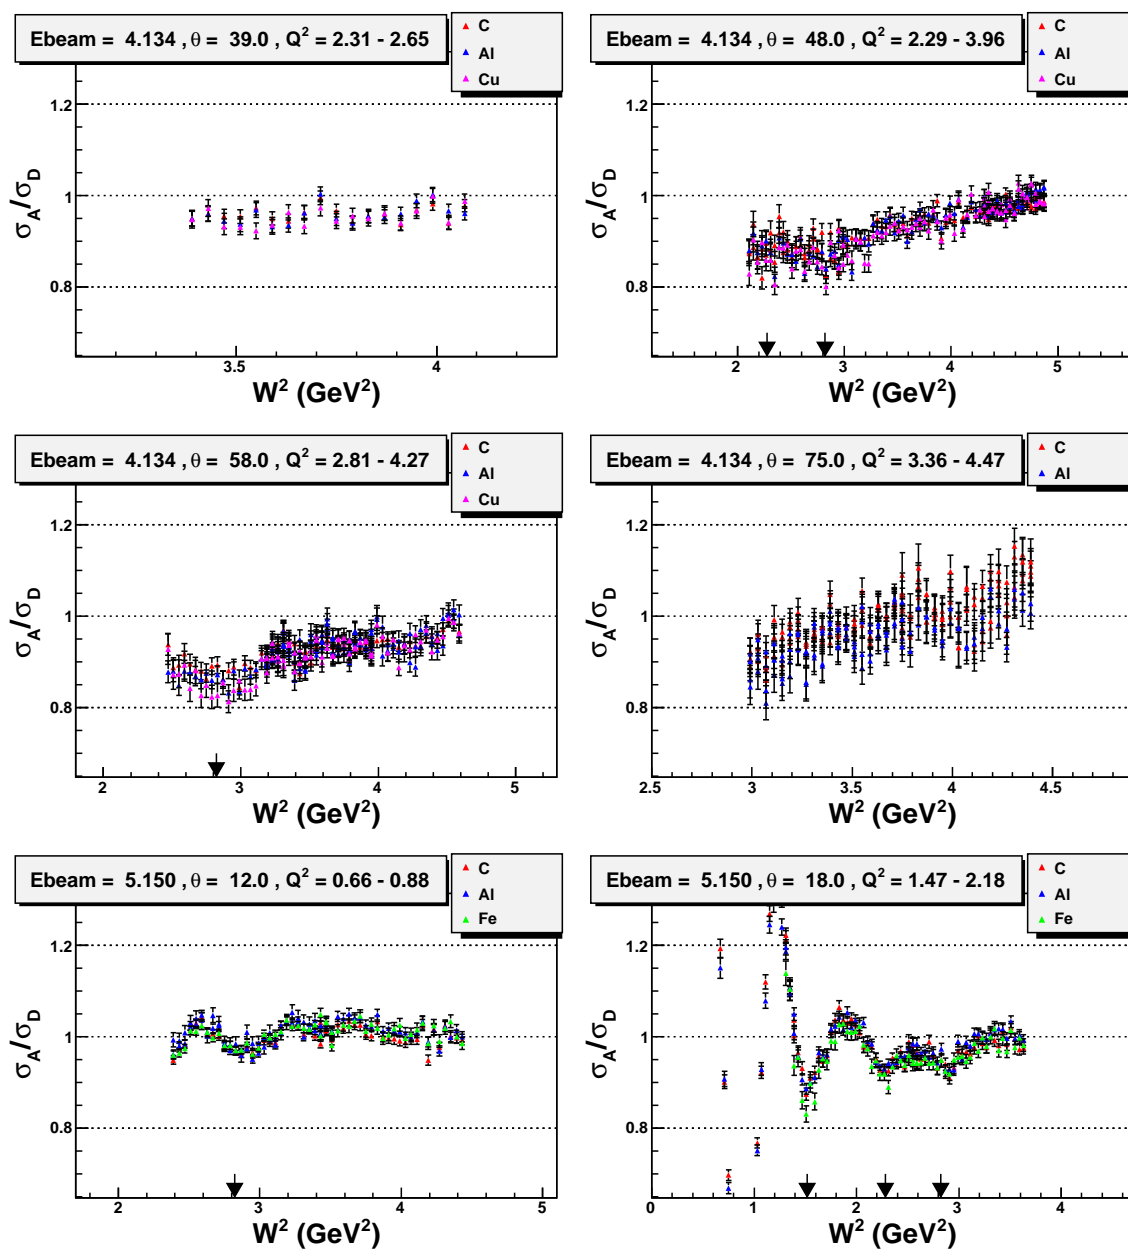 Ebeam = 4.134 , θ = 39.0 , Q² = 2.31 - 2.65
C
Al
Cu
1.2
1
0.8
σA/σD
3.5 4
W² (GeV²)
Ebeam = 4.134 , θ = 48.0 , Q² = 2.29 - 3.96
C
Al
Cu
1.2
1
0.8
σA/σD
2 3 4 5
W² (GeV²)
Ebeam = 4.134 , θ = 58.0 , Q² = 2.81 - 4.27
C
Al
Cu
1.2
1
0.8
σA/σD
2 3 4 5
W² (GeV²)
Ebeam = 4.134 , θ = 75.0 , Q² = 3.36 - 4.47
C
Al
1.2
1
0.8
σA/σD
2.5 3 3.5 4 4.5
W² (GeV²)
Ebeam = 5.150 , θ = 12.0 , Q² = 0.66 - 0.88
C
Al
Fe
1.2
1
0.8
σA/σD
2 3 4 5
W² (GeV²)
Ebeam = 5.150 , θ = 18.0 , Q² = 1.47 - 2.18
C
Al
Fe
1.2
1
0.8
σA/σD
0 1 2 3 4
W² (GeV²)